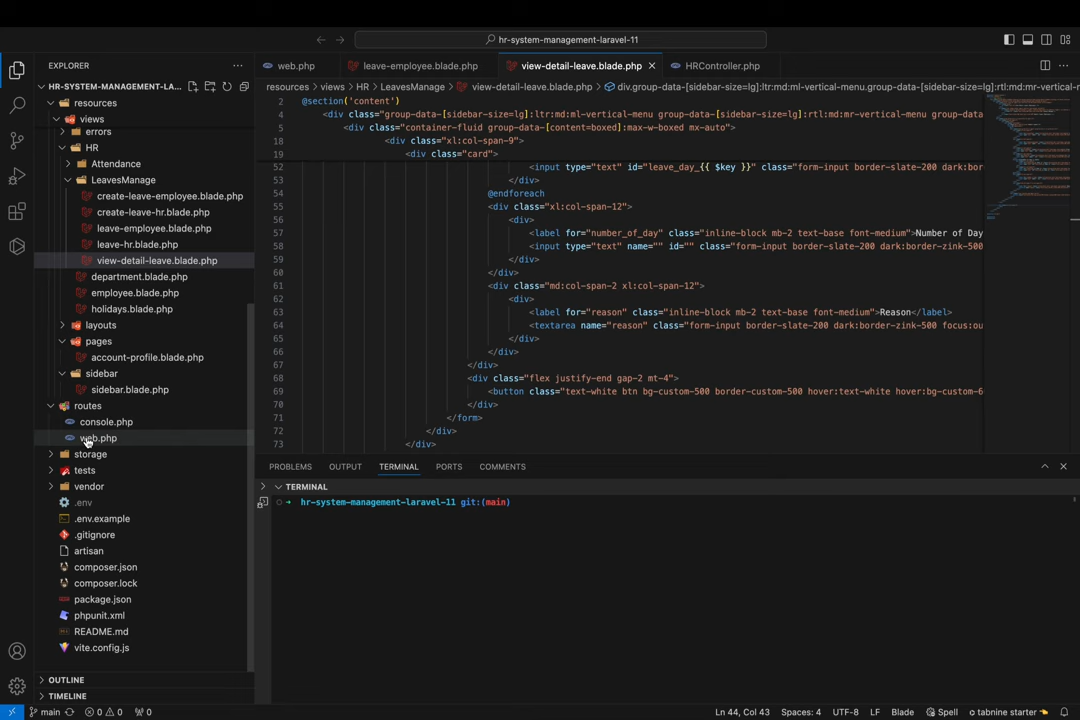 hr-system-management-laravel-11
EXPLORER
web.php
leave-employee.blade.php
view-detail-leave.blade.php
HRController.php
HR-SYSTEM-MANAGEMENT-LA...
resources > views > HR > LeavesManage > view-detail-leave.blade.php > div.group-data-[sidebar-size=lg]:ltr:md:ml-vertical-menu.group-data-[sidebar-size=lg]:rtl:md:mr-vertical-
resources
views
errors
HR
Attendance
LeavesManage
create-leave-employee.blade.php
create-leave-hr.blade.php
leave-employee.blade.php
leave-hr.blade.php
view-detail-leave.blade.php
department.blade.php
employee.blade.php
holidays.blade.php
layouts
pages
account-profile.blade.php
sidebar
sidebar.blade.php
routes
console.php
web.php
storage
tests
vendor
.env
.env.example
.gitignore
artisan
composer.json
composer.lock
package.json
phpunit.xml
README.md
vite.config.js
OUTLINE
TIMELINE
2 @section('content')
4 <div class="group-data-[sidebar-size=lg]:ltr:md:ml-vertical-menu group-data-[sidebar-size=lg]:rtl:md:mr-vertical-menu group-data
5 <div class="container-fluid group-data-[content=boxed]:max-w-boxed mx-auto">
18 <div class="xl:col-span-9">
19 <div class="card">
52 <input type="text" id="leave_day_{{ $key }}" class="form-input border-slate-200 dark:bor
53 </div>
54 @endforeach
55 <div class="xl:col-span-12">
56 <div>
57 <label for="number_of_day" class="inline-block mb-2 text-base font-medium">Number of Day
58 <input type="text" name="" id="" class="form-input border-slate-200 dark:border-zink-500
59 </div>
60 </div>
61 <div class="md:col-span-2 xl:col-span-12">
62 <div>
63 <label for="reason" class="inline-block mb-2 text-base font-medium">Reason</label>
64 <textarea name="reason" class="form-input border-slate-200 dark:border-zink-500 focus:ou
65 </div>
66 </div>
67 </div>
68 <div class="flex justify-end gap-2 mt-4">
69 <button class="text-white btn bg-custom-500 border-custom-500 hover:text-white hover:bg-custom-6
70 </div>
71 </form>
72 </div>
73 </div>
PROBLEMS OUTPUT TERMINAL PORTS COMMENTS
TERMINAL
hr-system-management-laravel-11 git:(main)
main
0 0 0
Ln 44, Col 43 Spaces: 4 UTF-8 LF Blade Spell tabnine starter